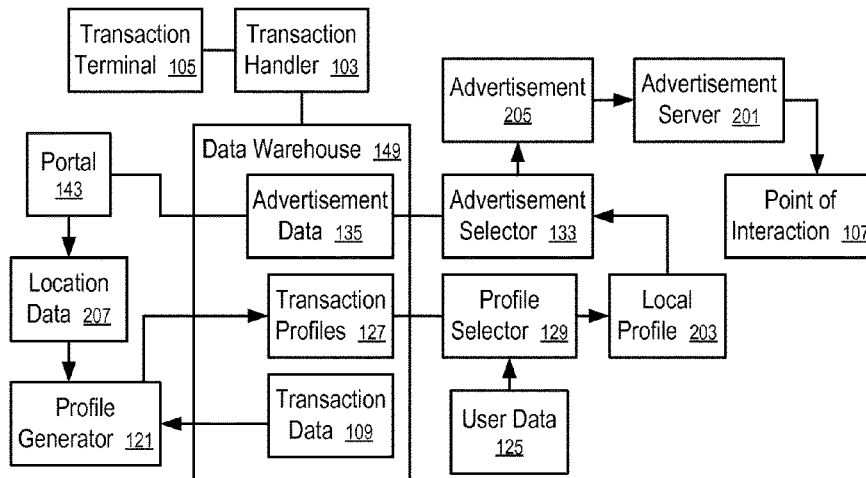 Transaction
Terminal 105
Transaction
Handler 103
Advertisement
205
Advertisement
Server 201
Portal
143
Data Warehouse 149
Advertisement
Data 135
Advertisement
Selector 133
Point of
Interaction 107
Location
Data 207
Transaction
Profiles 127
Profile
Selector 129
Local
Profile 203
Profile
Generator 121
Transaction
Data 109
User Data
125